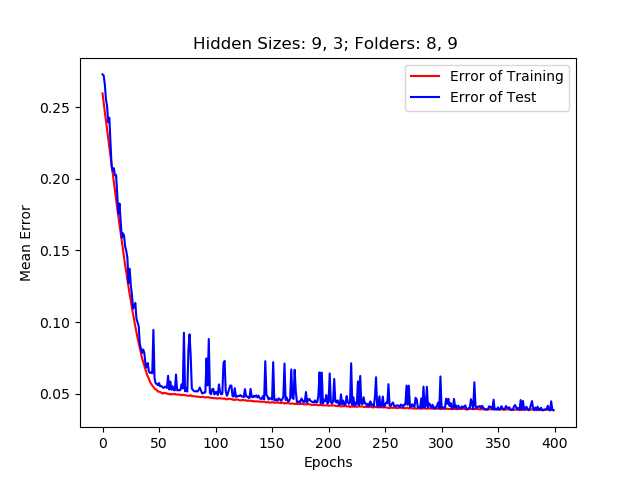 Hidden Sizes: 9, 3; Folders: 8, 9
Error of Training
Error of Test
Mean Error
0.25
0.20
0.15
0.10
0.05
0
50
100
150
200
250
300
350
400
Epochs